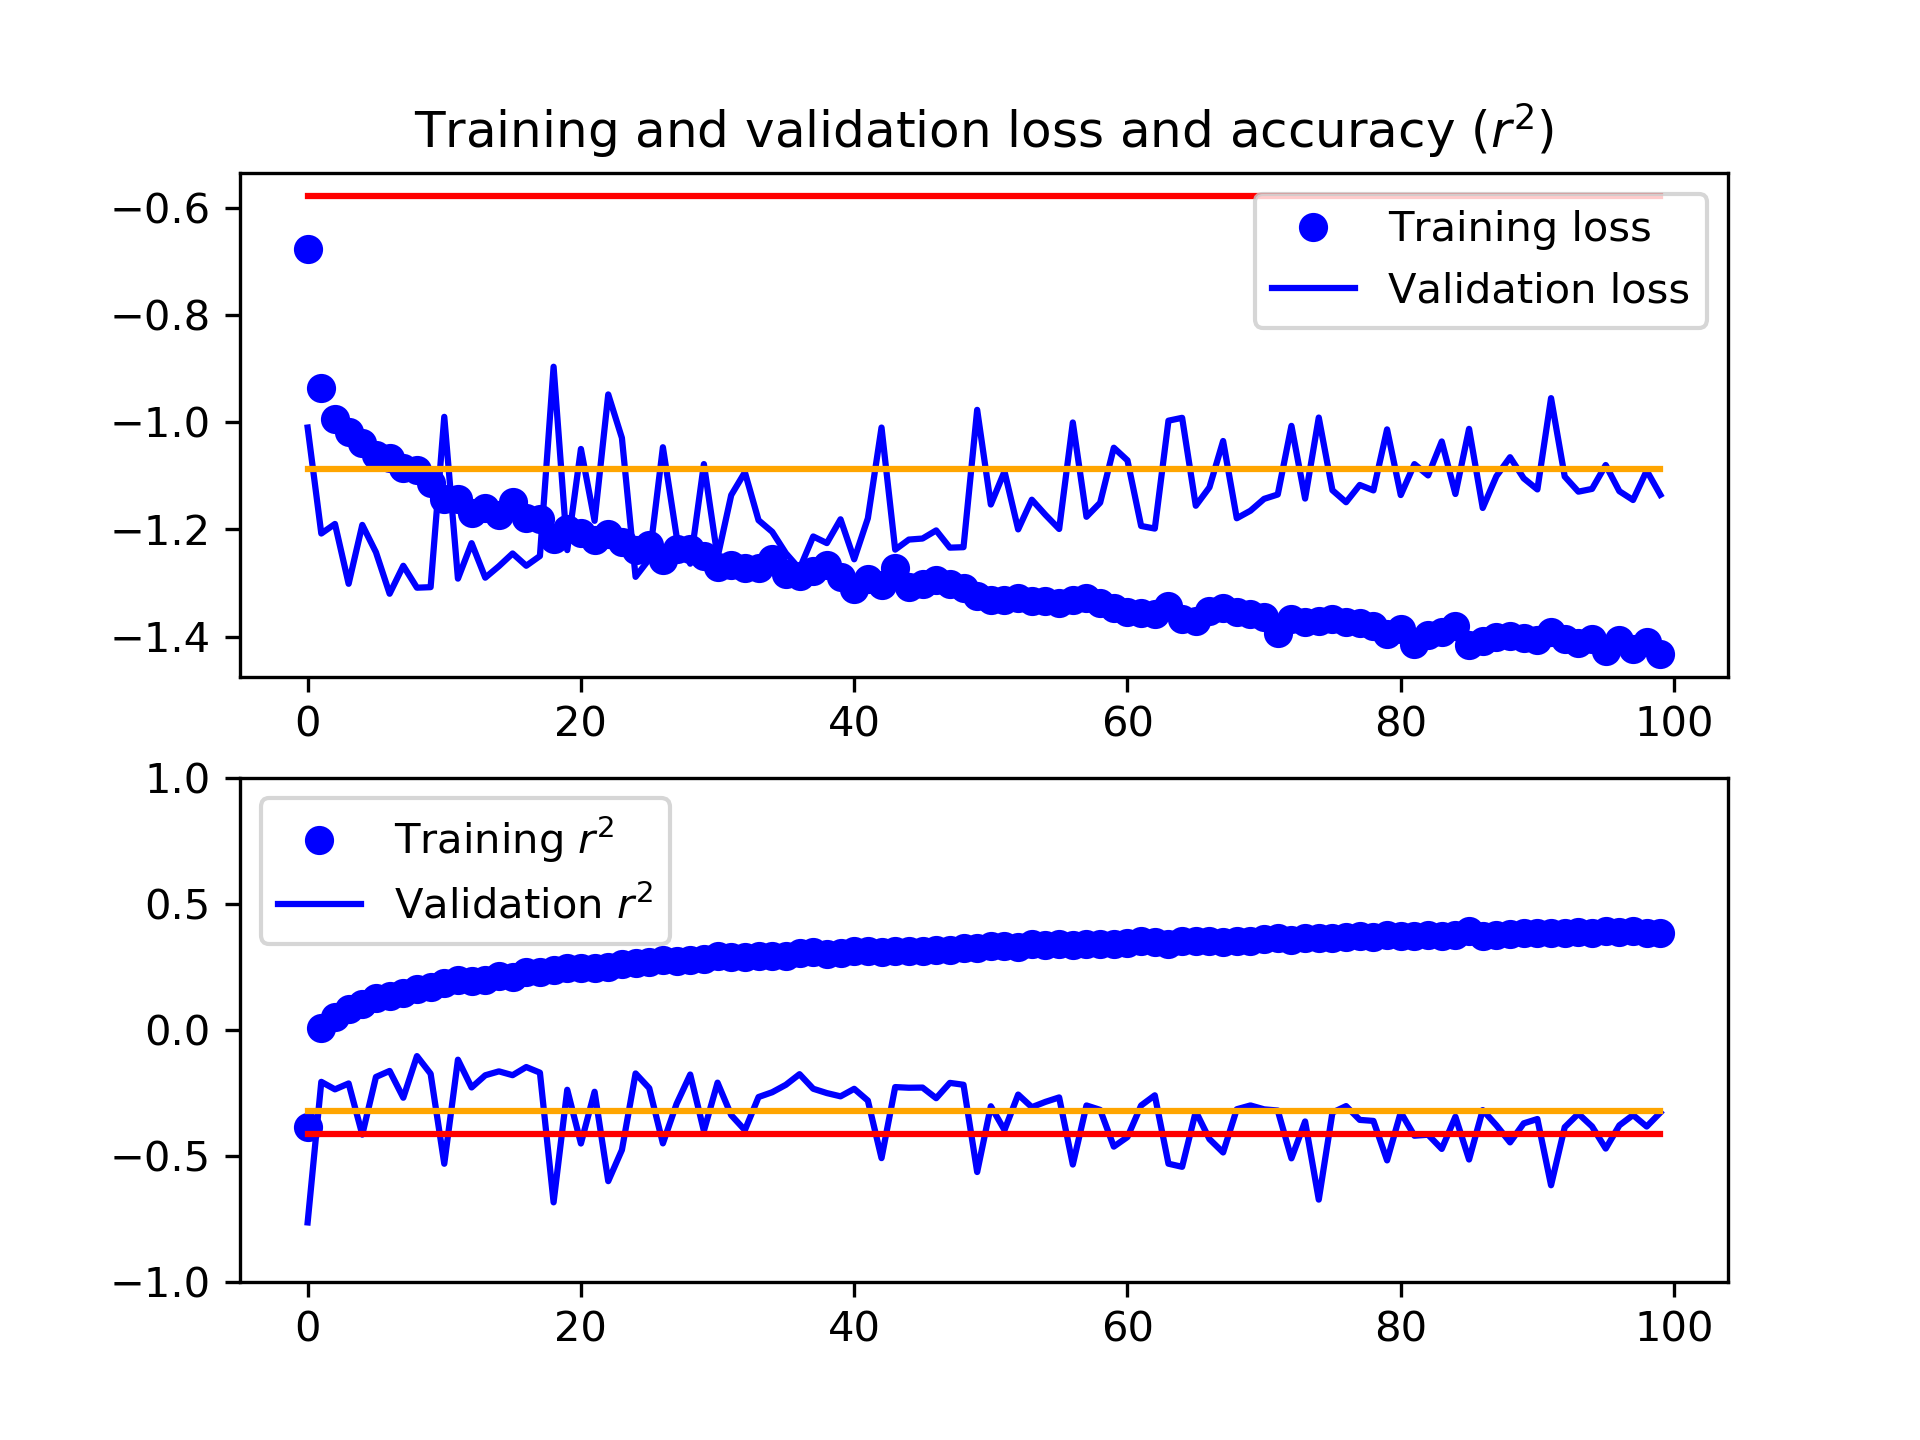 Training and validation loss and accuracy (r²)
−0.6
−0.8
−1.0
−1.2
−1.4
Training loss
Validation loss
0 20 40 60 80 100
1.0
0.5
0.0
−0.5
−1.0
Training r²
Validation r²
0 20 40 60 80 100